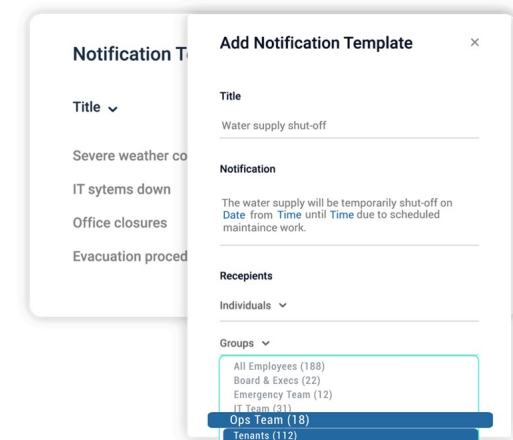 Notification T
Title
Severe weather co
IT sytems down
Office closures
Evacuation proced
Add Notification Template
×
Title
Water supply shut-off
Notification
The water supply will be temporarily shut-off on
Date from Time until Time due to scheduled
maintaince work.
Recepients
Individuals
Groups
All Employees (188)
Board & Execs (22)
Emergency Team (12)
IT Team (31)
Ops Team (18)
Tenants (112)